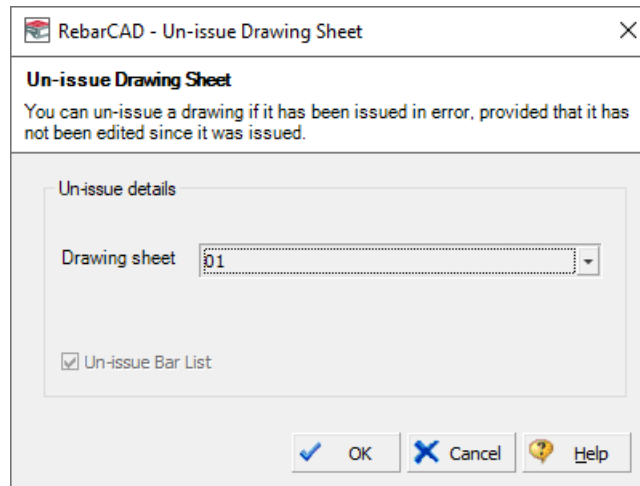 RebarCAD - Un-issue Drawing Sheet
Un-issue Drawing Sheet
You can un-issue a drawing if it has been issued in error, provided that it has
not been edited since it was issued.
Un-issue details
Drawing sheet 01
Un-issue Bar List
OK Cancel Help